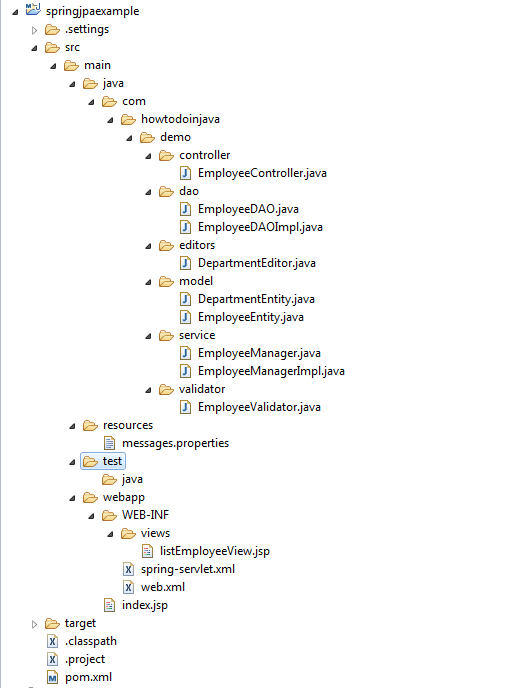 springjpaexample
.settings
src
main
java
com
howtodoinjava
demo
controller
EmployeeController.java
dao
EmployeeDAO.java
EmployeeDAOImpl.java
editors
DepartmentEditor.java
model
DepartmentEntity.java
EmployeeEntity.java
service
EmployeeManager.java
EmployeeManagerImpl.java
validator
EmployeeValidator.java
resources
messages.properties
test
java
webapp
WEB-INF
views
listEmployeeView.jsp
spring-servlet.xml
web.xml
index.jsp
target
.classpath
.project
pom.xml